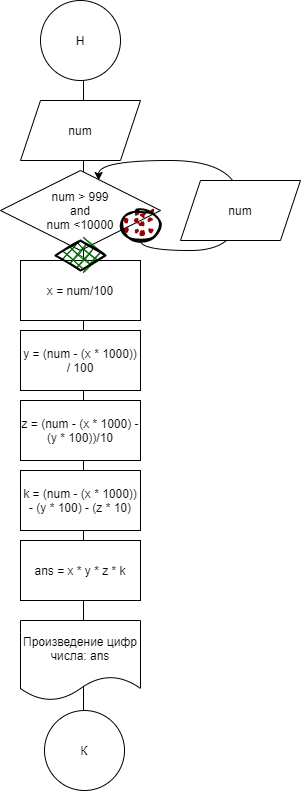 Н
num
num > 999
and
num <10000
num
x = num/100
y = (num - (x * 1000))
/ 100
z = (num - (x * 1000) -
(y * 100))/10
k = (num - (x * 1000))
- (y * 100) - (z * 10)
ans = x * y * z * k
Произведение цифр
числа: ans
К